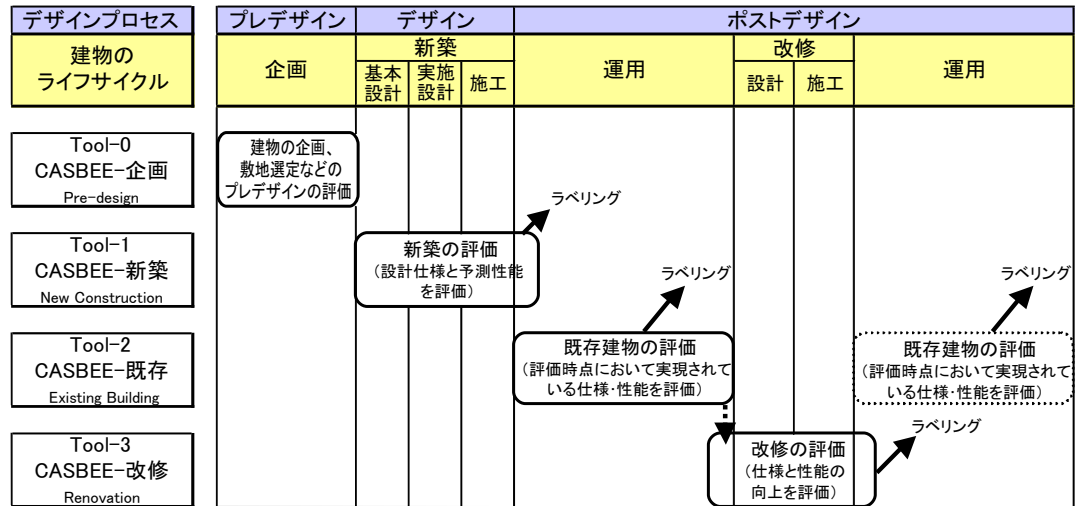 デザインプロセス
プレデザイン
デザイン
ポストデザイン
建物の
ライフサイクル
企画
新築
基本
設計
実施
設計
施工
運用
改修
設計
施工
運用
Tool-0
CASBEE-企画
Pre-design
建物の企画、
敷地選定などの
プレデザインの評価
ラベリング
Tool-1
CASBEE-新築
New Construction
新築の評価
(設計仕様と予測性能
を評価)
ラベリング
ラベリング
Tool-2
CASBEE-既存
Existing Building
既存建物の評価
(評価時点において実現されて
いる仕様・性能を評価)
既存建物の評価
(評価時点において実現されて
いる仕様・性能を評価)
ラベリング
Tool-3
CASBEE-改修
Renovation
改修の評価
(仕様と性能の
向上を評価)